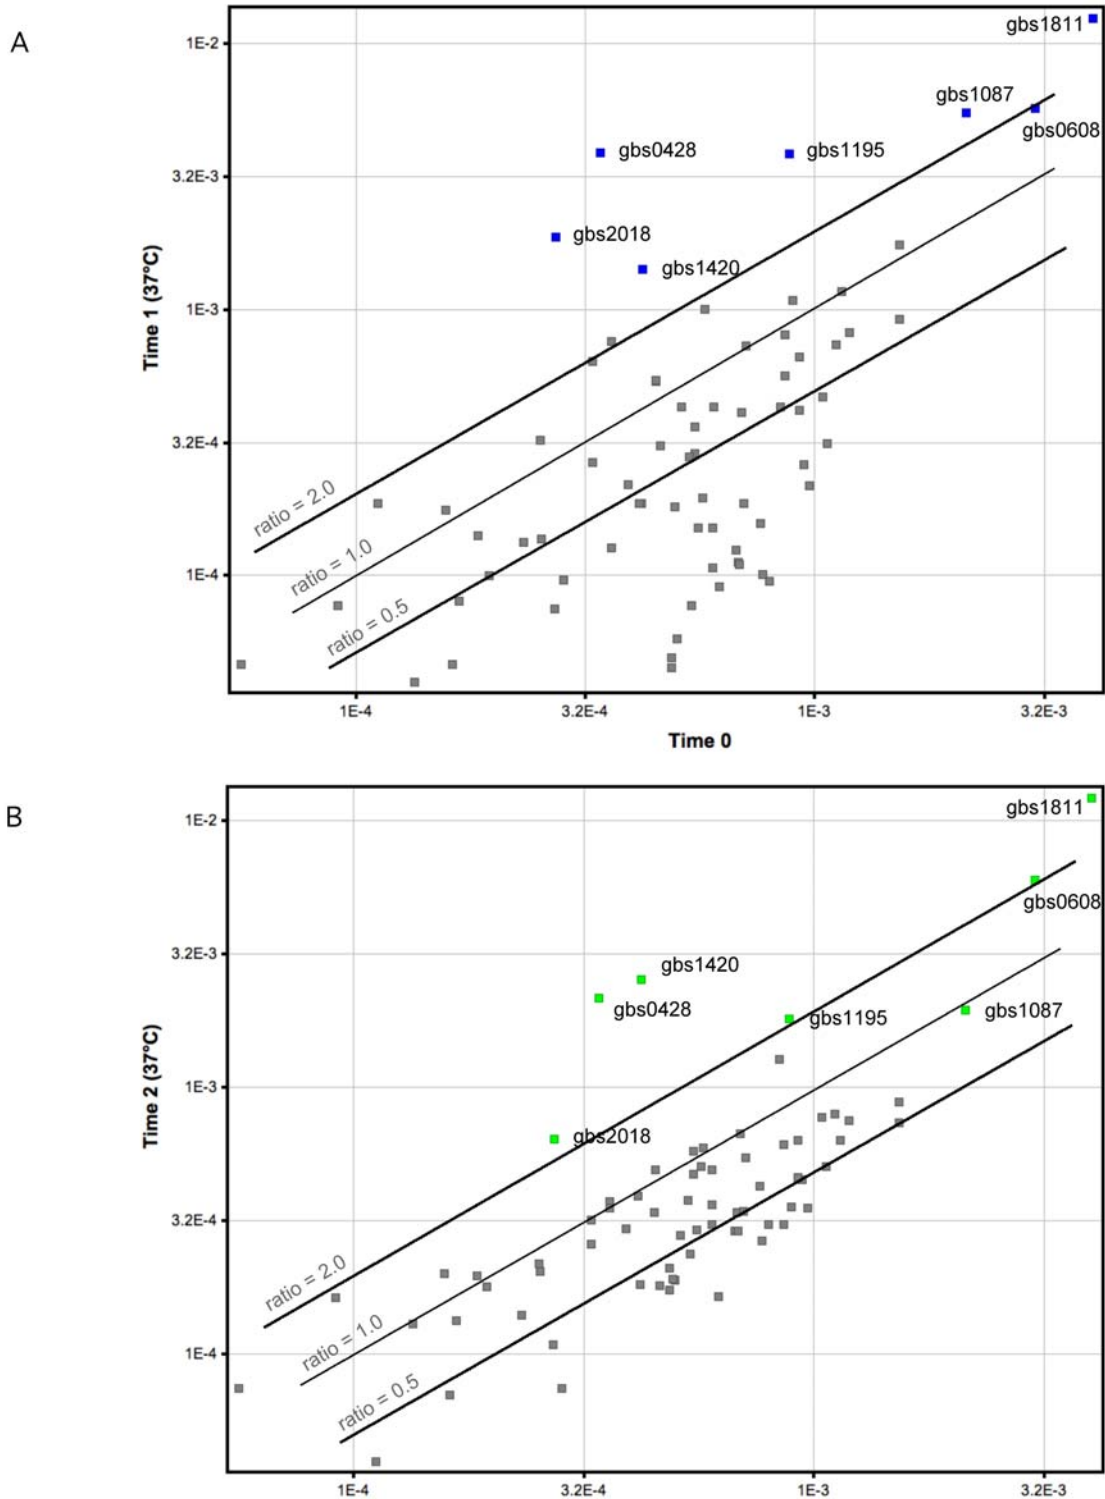 A
gbs1811
1E-2
gbs1087
gbs0608
gbs0428
gbs1195
3.2E-3
gbs2018
gbs1420
Time 1 (37°C)
1E-3
3.2E-4
ratio = 2.0
ratio = 1.0
1E-4
ratio = 0.5
1E-4 3.2E-4 1E-3 3.2E-3
Time 0
B
gbs1811
1E-2
gbs0608
3.2E-3
gbs1420
gbs0428
gbs1195
gbs1087
Time 2 (37°C)
1E-3
gbs2018
3.2E-4
ratio = 2.0
ratio = 1.0
1E-4
ratio = 0.5
1E-4 3.2E-4 1E-3 3.2E-3